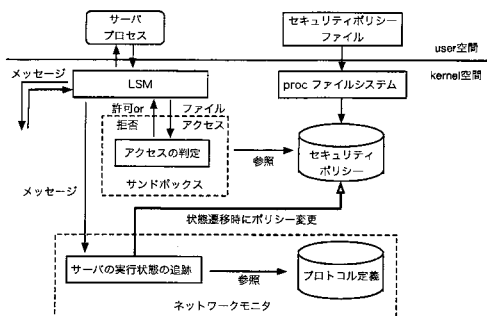 サーバ
プロセス
セキュリティポリシー
ファイル
user空間
kernel空間
メッセージ
LSM
proc ファイルシステム
許可or
拒否
ファイル
アクセス
アクセスの判定
参照
セキュリティ
ポリシー
サンドボックス
メッセージ
状態遷移時にポリシー変更
サーバの実行状態の追跡
参照
プロトコル定義
ネットワークモニタ